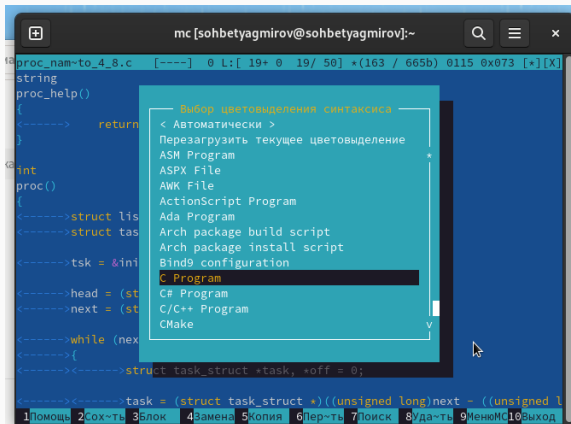 mc [sohbetyagmirov@sohbetyagmirov]:~
proc_nam~to_4_8.c [----] 0 L:[ 19+ 0 19/ 50] *(163 / 665b) 0115 0x073 [*][X]
string
proc_help()
{
<------> return
}
int
proc()
{
<------>struct lis
<------>struct tas
<------>tsk = &ini
<------>head = (st
<------>next = (st
<------>while (nex
<------>{
<------><------>struct task_struct *task, *off = 0;
<------><------>task = (struct task_struct *)((unsigned long)next - ((unsigned l
Выбор цветовыделения синтаксиса
< Автоматически >
Перезагрузить текущее цветовыделение
ASM Program
ASPX File
AWK File
ActionScript Program
Ada Program
Arch package build script
Arch package install script
Bind9 configuration
C Program
C# Program
C/C++ Program
CMake
1Помощь 2Сох~ть 3Блок 4Замена 5Копия 6Пер~ть 7Поиск 8Уда~ть 9МенюMC 10Выход